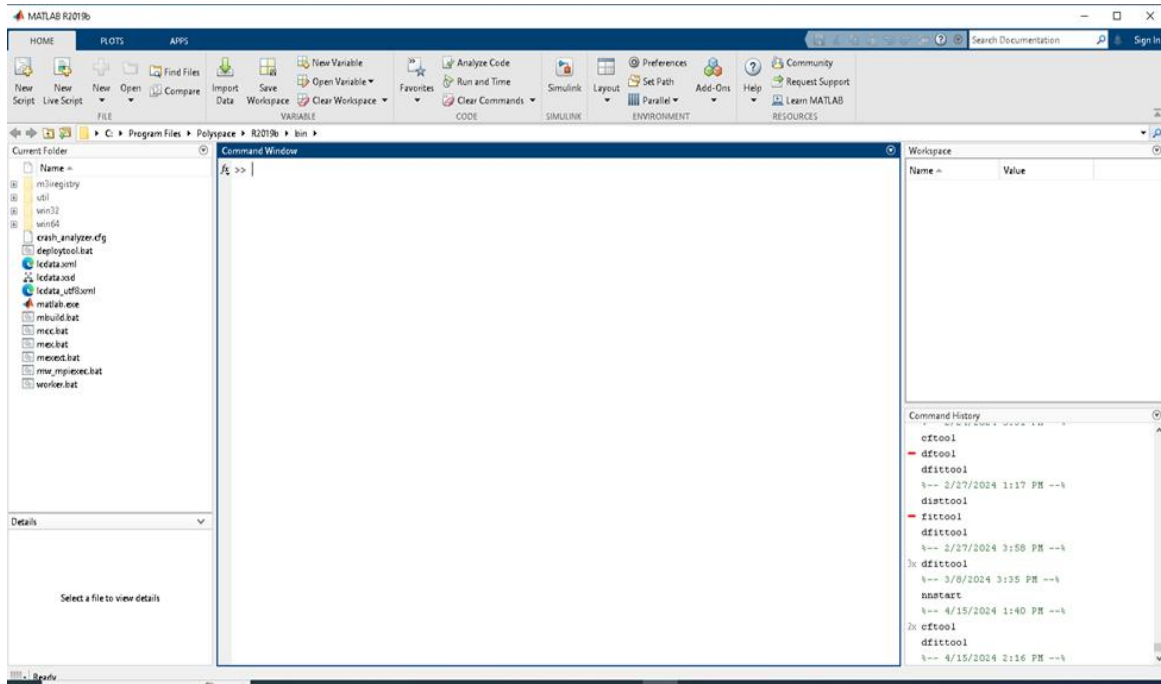 MATLAB R2019b
HOME PLOTS APPS
Search Documentation
Sign In
New Script
New Live Script
New
Open
Find Files
Compare
FILE
Import Data
Save Workspace
New Variable
Open Variable
Clear Workspace
VARIABLE
Favorites
Analyze Code
Run and Time
Clear Commands
CODE
Simulink
SIMULINK
Layout
Preferences
Set Path
Parallel
Add-Ons
ENVIRONMENT
Help
Community
Request Support
Learn MATLAB
RESOURCES
C: Program Files Polyspace R2019b bin
Current Folder
Name
m3iregistry
util
win32
win64
crash_analyzer.cfg
deploytool.bat
lcdata.xml
lcdata.xsd
lcdata_utf8.xml
matlab.exe
mbuild.bat
mcc.bat
mex.bat
mexext.bat
mw_mpiexec.bat
worker.bat
Details
Select a file to view details
Command Window
fx >>
Workspace
Name Value
Command History
cftool
dftool
dfittool
%-- 2/27/2024 1:17 PM --%
disttool
fittool
dfittool
%-- 2/27/2024 3:58 PM --%
3x dfittool
%-- 3/8/2024 3:35 PM --%
nnstart
%-- 4/15/2024 1:40 PM --%
2x cftool
dfittool
%-- 4/15/2024 2:16 PM --%
Ready